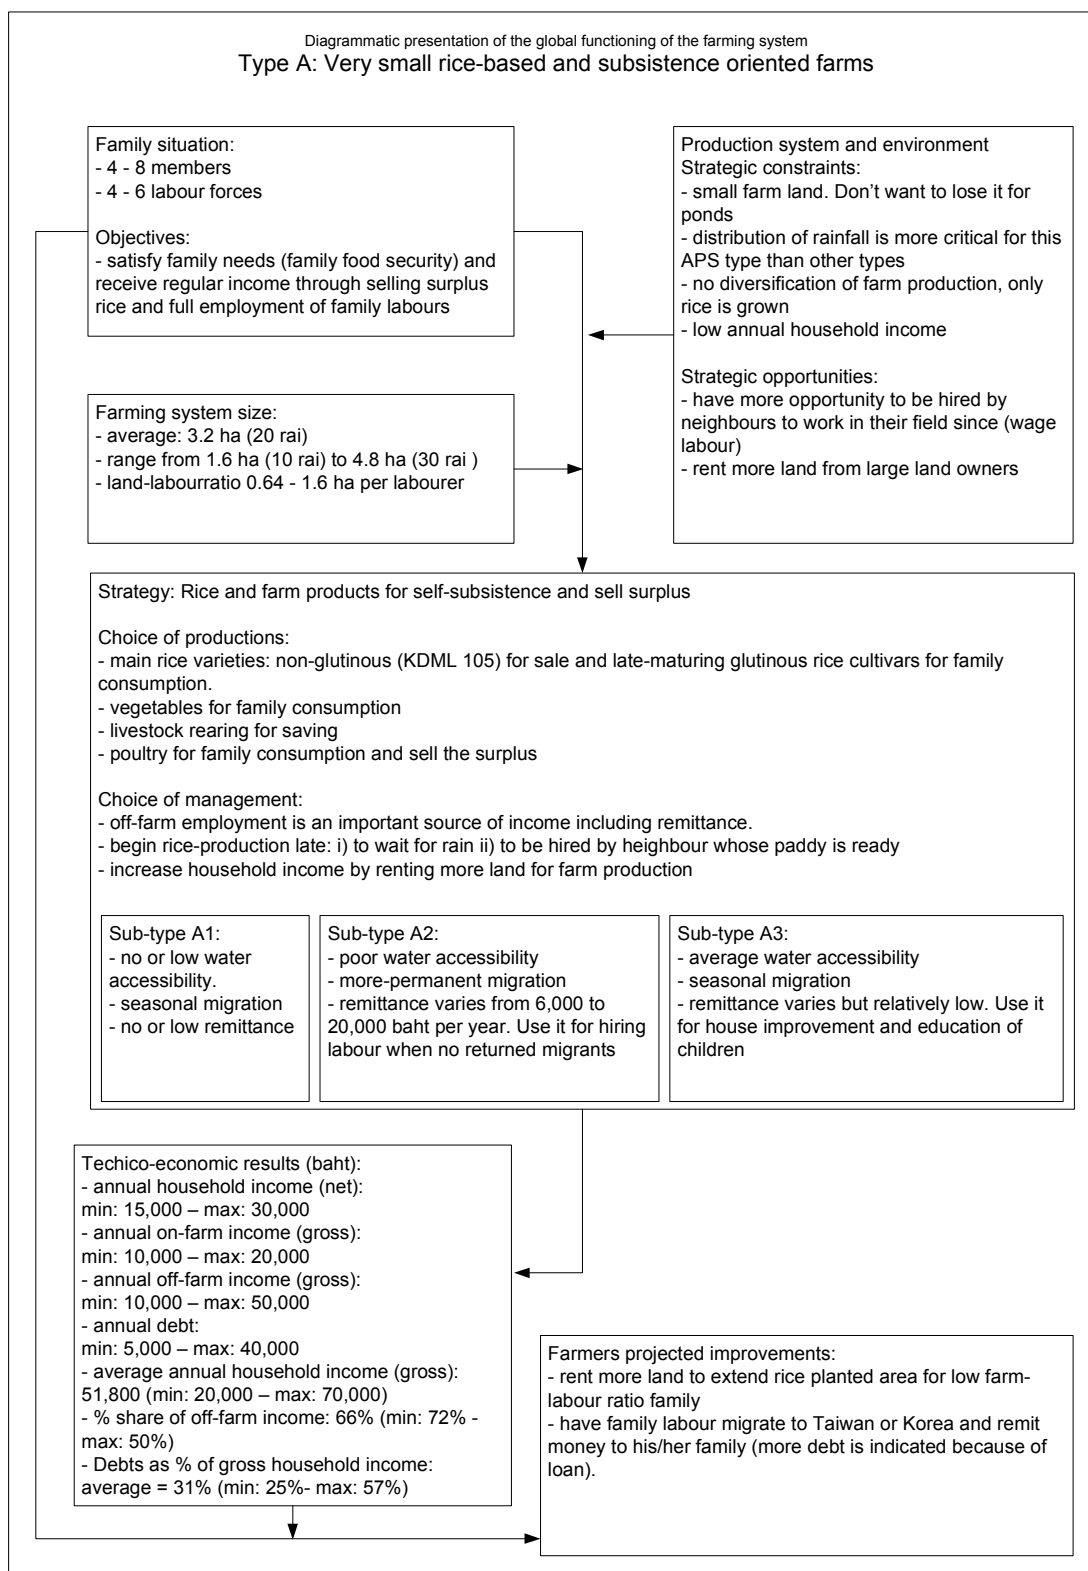 Diagrammatic presentation of the global functioning of the farming system
Type A: Very small rice-based and subsistence oriented farms
Family situation:
- 4 - 8 members
- 4 - 6 labour forces
Objectives:
- satisfy family needs (family food security) and
receive regular income through selling surplus
rice and full employment of family labours
Production system and environment
Strategic constraints:
- small farm land. Don't want to lose it for
ponds
- distribution of rainfall is more critical for this
APS type than other types
- no diversification of farm production, only
rice is grown
- low annual household income
Strategic opportunities:
- have more opportunity to be hired by
neighbours to work in their field since (wage
labour)
- rent more land from large land owners
Farming system size:
- average: 3.2 ha (20 rai)
- range from 1.6 ha (10 rai) to 4.8 ha (30 rai )
- land-labourratio 0.64 - 1.6 ha per labourer
Strategy: Rice and farm products for self-subsistence and sell surplus
Choice of productions:
- main rice varieties: non-glutinous (KDML 105) for sale and late-maturing glutinous rice cultivars for family
consumption.
- vegetables for family consumption
- livestock rearing for saving
- poultry for family consumption and sell the surplus
Choice of management:
- off-farm employment is an important source of income including remittance.
- begin rice-production late: i) to wait for rain ii) to be hired by heighbour whose paddy is ready
- increase household income by renting more land for farm production
Sub-type A1:
- no or low water
accessibility.
- seasonal migration
- no or low remittance
Sub-type A2:
- poor water accessibility
- more-permanent migration
- remittance varies from 6,000 to
20,000 baht per year. Use it for hiring
labour when no returned migrants
Sub-type A3:
- average water accessibility
- seasonal migration
- remittance varies but relatively low. Use it
for house improvement and education of
children
Techico-economic results (baht):
- annual household income (net):
min: 15,000 – max: 30,000
- annual on-farm income (gross):
min: 10,000 – max: 20,000
- annual off-farm income (gross):
min: 10,000 – max: 50,000
- annual debt:
min: 5,000 – max: 40,000
- average annual household income (gross):
51,800 (min: 20,000 – max: 70,000)
- % share of off-farm income: 66% (min: 72% -
max: 50%)
- Debts as % of gross household income:
average = 31% (min: 25%- max: 57%)
Farmers projected improvements:
- rent more land to extend rice planted area for low farm-
labour ratio family
- have family labour migrate to Taiwan or Korea and remit
money to his/her family (more debt is indicated because of
loan).